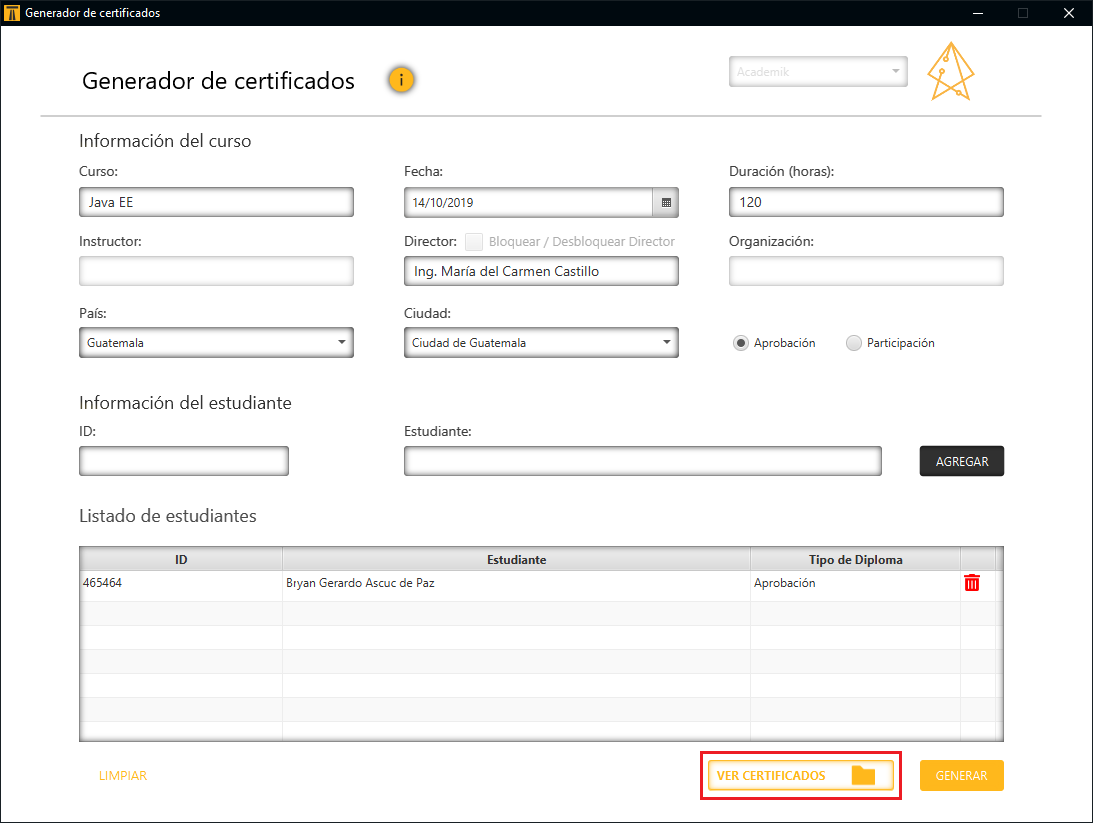 Generador de certificados
Generador de certificados
i
Academik
Información del curso
Curso:
Fecha:
Duración (horas):
Java EE
14/10/2019
120
Instructor:
Director:
Bloquear / Desbloquear Director
Organización:
Ing. María del Carmen Castillo
País:
Ciudad:
Guatemala
Ciudad de Guatemala
Aprobación
Participación
Información del estudiante
ID:
Estudiante:
AGREGAR
Listado de estudiantes
ID
Estudiante
Tipo de Diploma
465464
Bryan Gerardo Ascuc de Paz
Aprobación
LIMPIAR
VER CERTIFICADOS
GENERAR